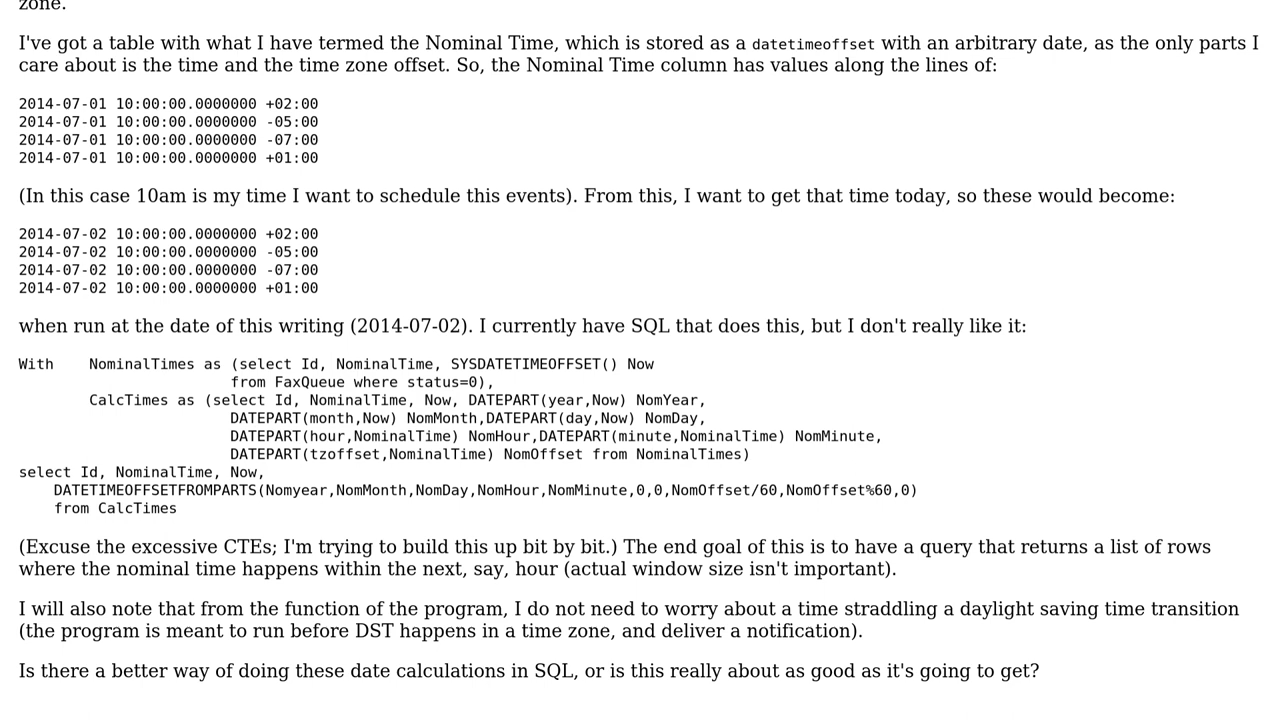 zone.
I've got a table with what I have termed the Nominal Time, which is stored as a datetimeoffset with an arbitrary date, as the only parts I
care about is the time and the time zone offset. So, the Nominal Time column has values along the lines of:
2014-07-01 10:00:00.0000000 +02:00
2014-07-01 10:00:00.0000000 -05:00
2014-07-01 10:00:00.0000000 -07:00
2014-07-01 10:00:00.0000000 +01:00
(In this case 10am is my time I want to schedule this events). From this, I want to get that time today, so these would become:
2014-07-02 10:00:00.0000000 +02:00
2014-07-02 10:00:00.0000000 -05:00
2014-07-02 10:00:00.0000000 -07:00
2014-07-02 10:00:00.0000000 +01:00
when run at the date of this writing (2014-07-02). I currently have SQL that does this, but I don't really like it:
With    NominalTimes as (select Id, NominalTime, SYSDATETIMEOFFSET() Now
                        from FaxQueue where status=0),
        CalcTimes as (select Id, NominalTime, Now, DATEPART(year,Now) NomYear,
                        DATEPART(month,Now) NomMonth,DATEPART(day,Now) NomDay,
                        DATEPART(hour,NominalTime) NomHour,DATEPART(minute,NominalTime) NomMinute,
                        DATEPART(tzoffset,NominalTime) NomOffset from NominalTimes)
select Id, NominalTime, Now,
    DATETIMEOFFSETFROMPARTS(Nomyear,NomMonth,NomDay,NomHour,NomMinute,0,0,NomOffset/60,NomOffset%60,0)
    from CalcTimes
(Excuse the excessive CTEs; I'm trying to build this up bit by bit.) The end goal of this is to have a query that returns a list of rows
where the nominal time happens within the next, say, hour (actual window size isn't important).
I will also note that from the function of the program, I do not need to worry about a time straddling a daylight saving time transition
(the program is meant to run before DST happens in a time zone, and deliver a notification).
Is there a better way of doing these date calculations in SQL, or is this really about as good as it's going to get?